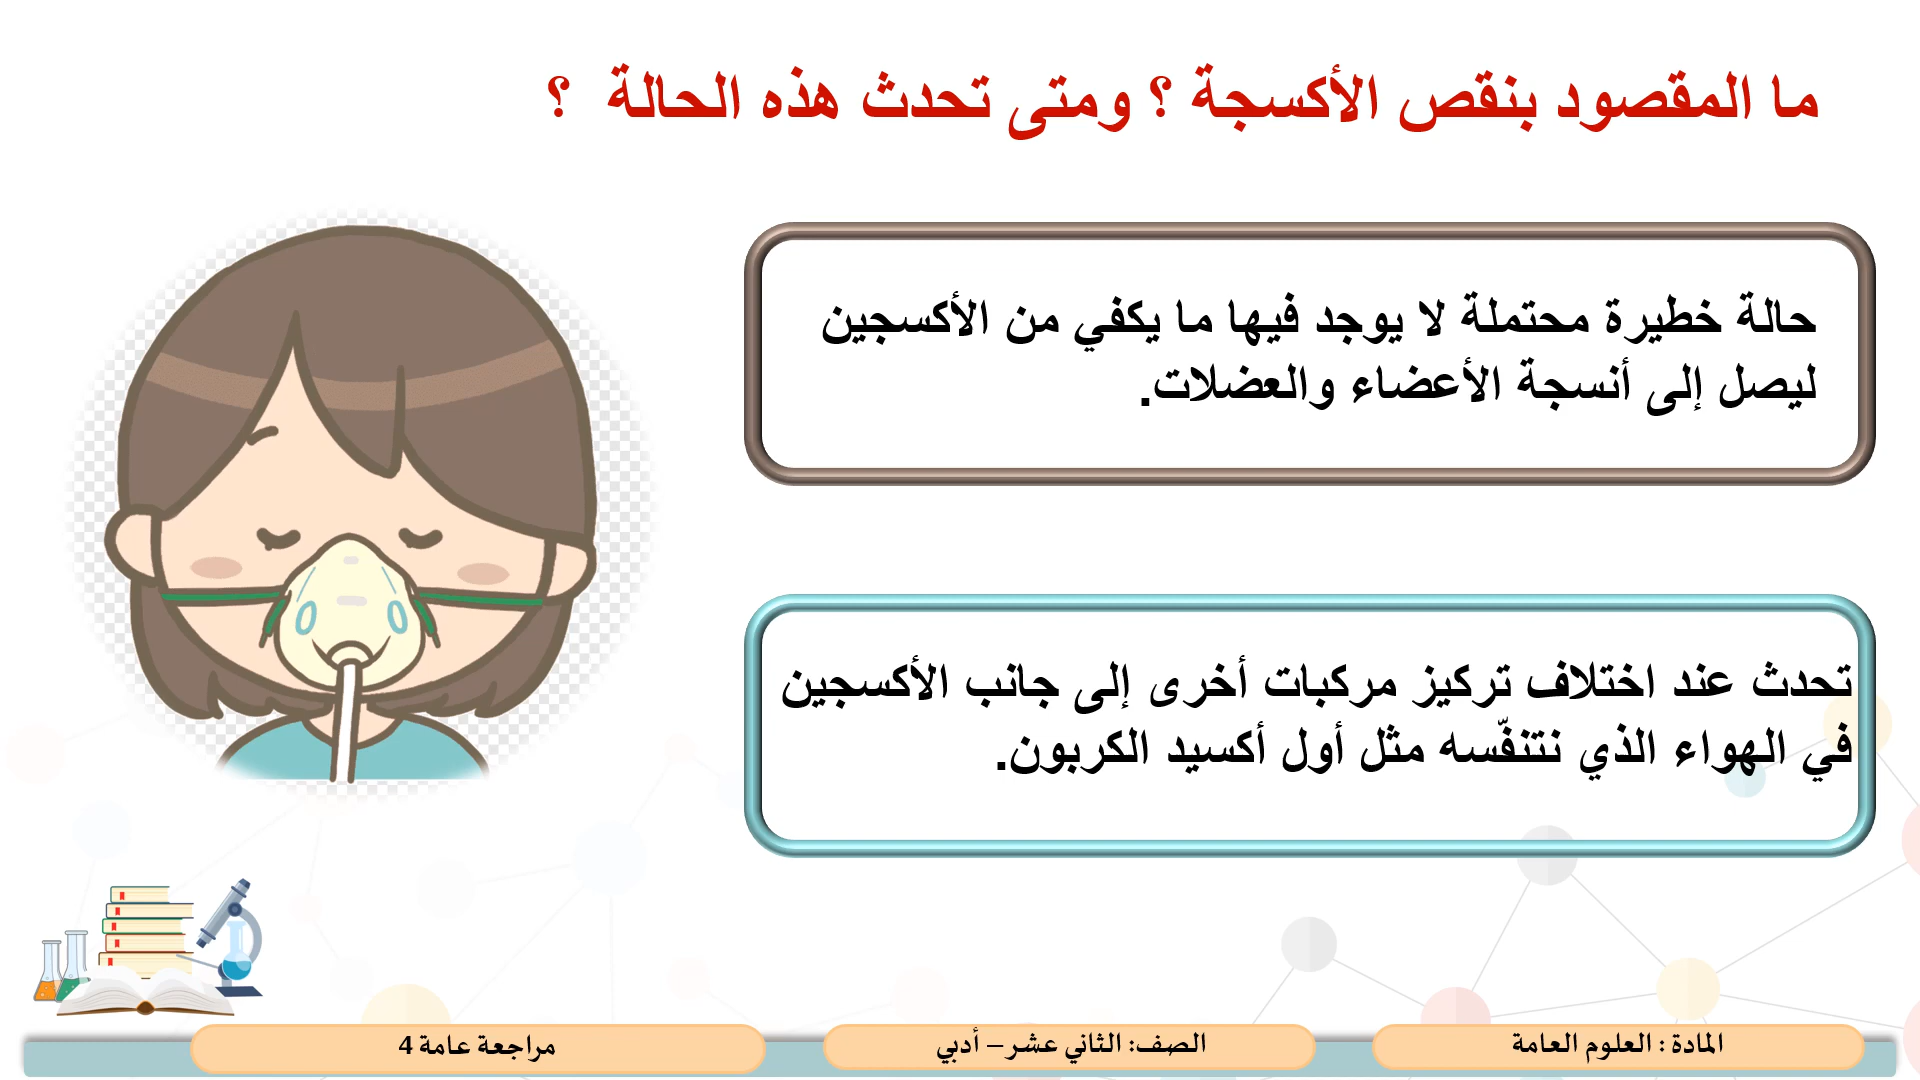 ما المقصود بنقص الأكسجة ؟ ومتى تحدث هذه الحالة ؟
حالة خطيرة محتملة لا يوجد فيها ما يكفي من الأكسجين
ليصل إلى أنسجة الأعضاء والعضلات.
تحدث عند اختلاف تركيز مركبات أخرى إلى جانب الأكسجين
في الهواء الذي نتنفّسه مثل أول أكسيد الكربون.
المادة : العلوم العامة
الصف: الثاني عشر – أدبي
مراجعة عامة 4